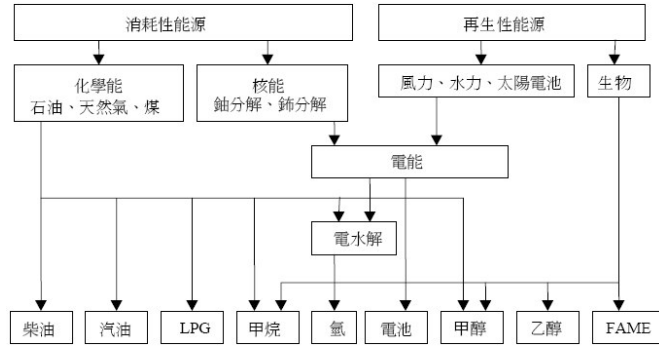 消耗性能源
再生性能源
化學能
石油、天然氣、煤
核能
鈾分解、鈽分解
風力、水力、太陽電池
生物
電能
電水解
柴油
汽油
LPG
甲烷
氫
電池
甲醇
乙醇
FAME